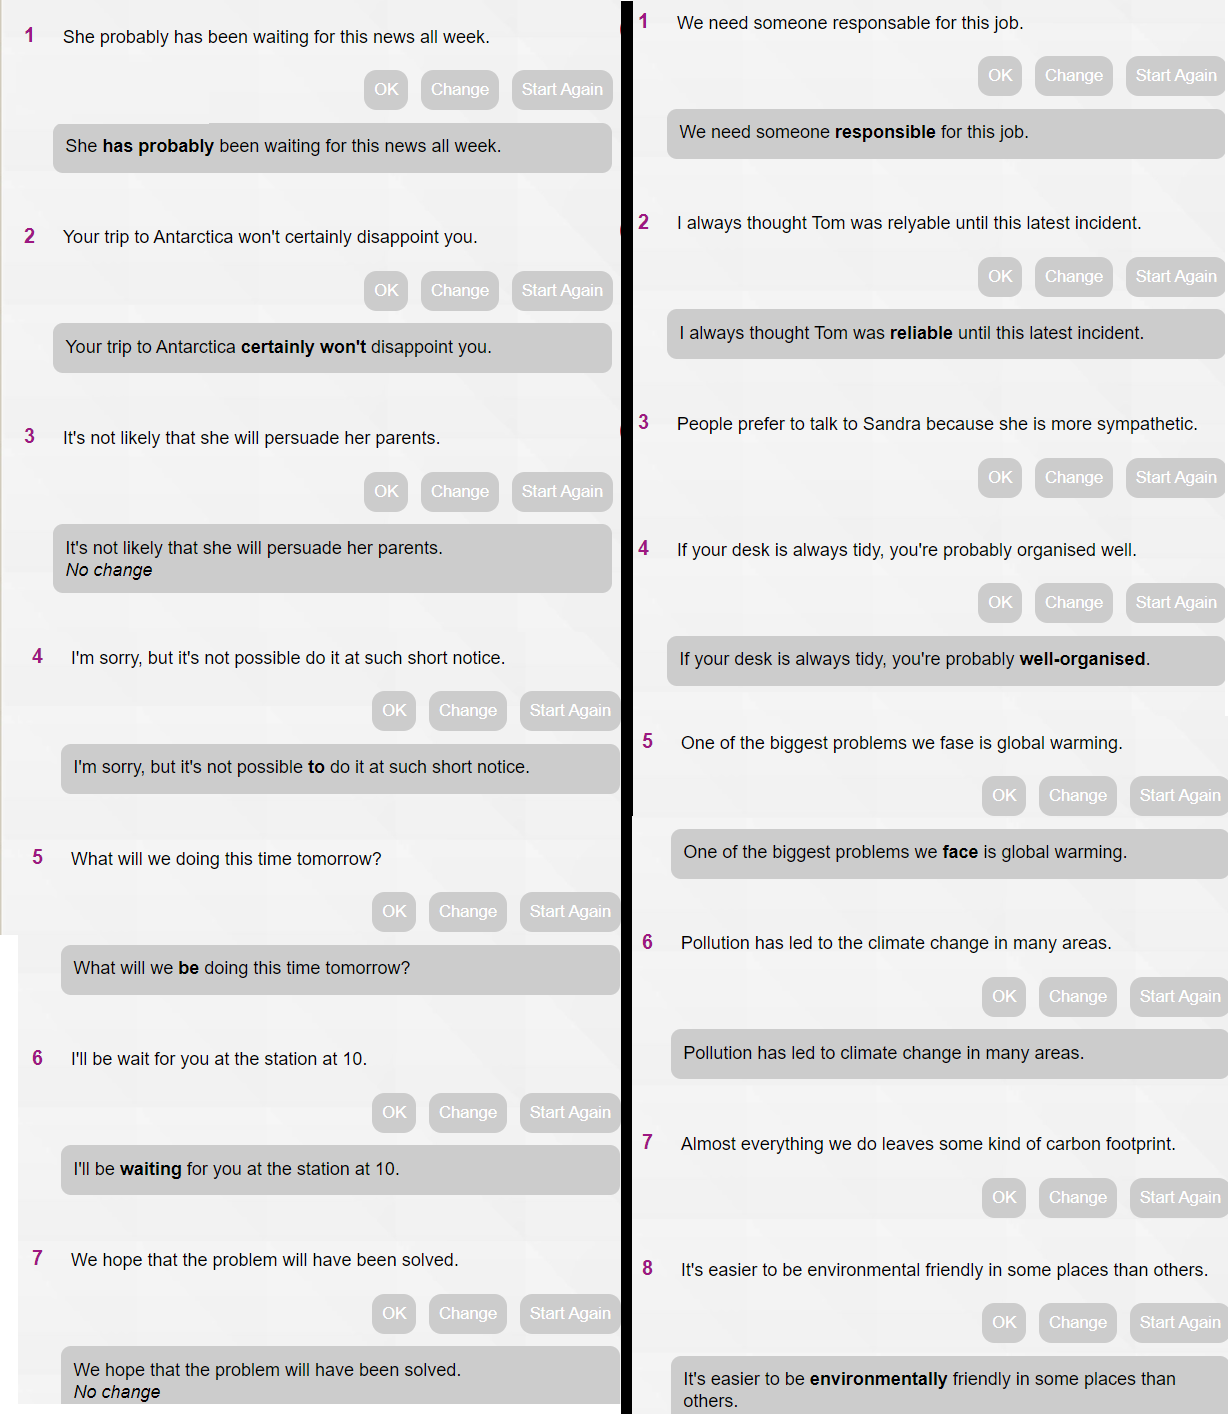 1 She probably has been waiting for this news all week.
OK Change Start Again
She has probably been waiting for this news all week.
2 Your trip to Antarctica won't certainly disappoint you.
OK Change Start Again
Your trip to Antarctica certainly won't disappoint you.
3 It's not likely that she will persuade her parents.
OK Change Start Again
It's not likely that she will persuade her parents.
No change
4 I'm sorry, but it's not possible do it at such short notice.
OK Change Start Again
I'm sorry, but it's not possible to do it at such short notice.
5 What will we doing this time tomorrow?
OK Change Start Again
What will we be doing this time tomorrow?
6 I'll be wait for you at the station at 10.
OK Change Start Again
I'll be waiting for you at the station at 10.
7 We hope that the problem will have been solved.
OK Change Start Again
We hope that the problem will have been solved.
No change
1 We need someone responsable for this job.
OK Change Start Again
We need someone responsible for this job.
2 I always thought Tom was relyable until this latest incident.
OK Change Start Again
I always thought Tom was reliable until this latest incident.
3 People prefer to talk to Sandra because she is more sympathetic.
OK Change Start Again
4 If your desk is always tidy, you're probably organised well.
OK Change Start Again
If your desk is always tidy, you're probably well-organised.
5 One of the biggest problems we fase is global warming.
OK Change Start Again
One of the biggest problems we face is global warming.
6 Pollution has led to the climate change in many areas.
OK Change Start Again
Pollution has led to climate change in many areas.
7 Almost everything we do leaves some kind of carbon footprint.
OK Change Start Again
8 It's easier to be environmental friendly in some places than others.
OK Change Start Again
It's easier to be environmentally friendly in some places than
others.